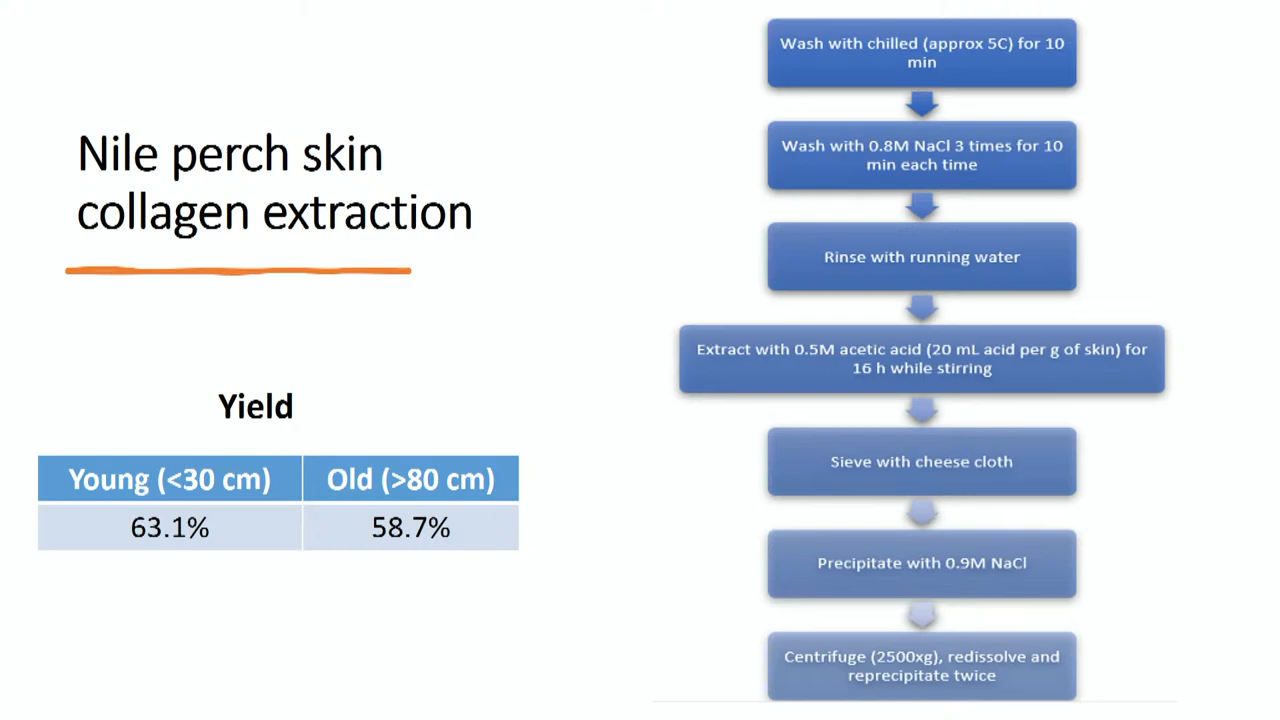 Nile perch skin
collagen extraction
Yield
Young (<30 cm) Old (>80 cm)
63.1% 58.7%
Wash with chilled (approx 5C) for 10
min
Wash with 0.8M NaCl 3 times for 10
min each time
Rinse with running water
Extract with 0.5M acetic acid (20 mL acid per g of skin) for
16 h while stirring
Sieve with cheese cloth
Precipitate with 0.9M NaCl
Centrifuge (2500xg), redissolve and
reprecipitate twice